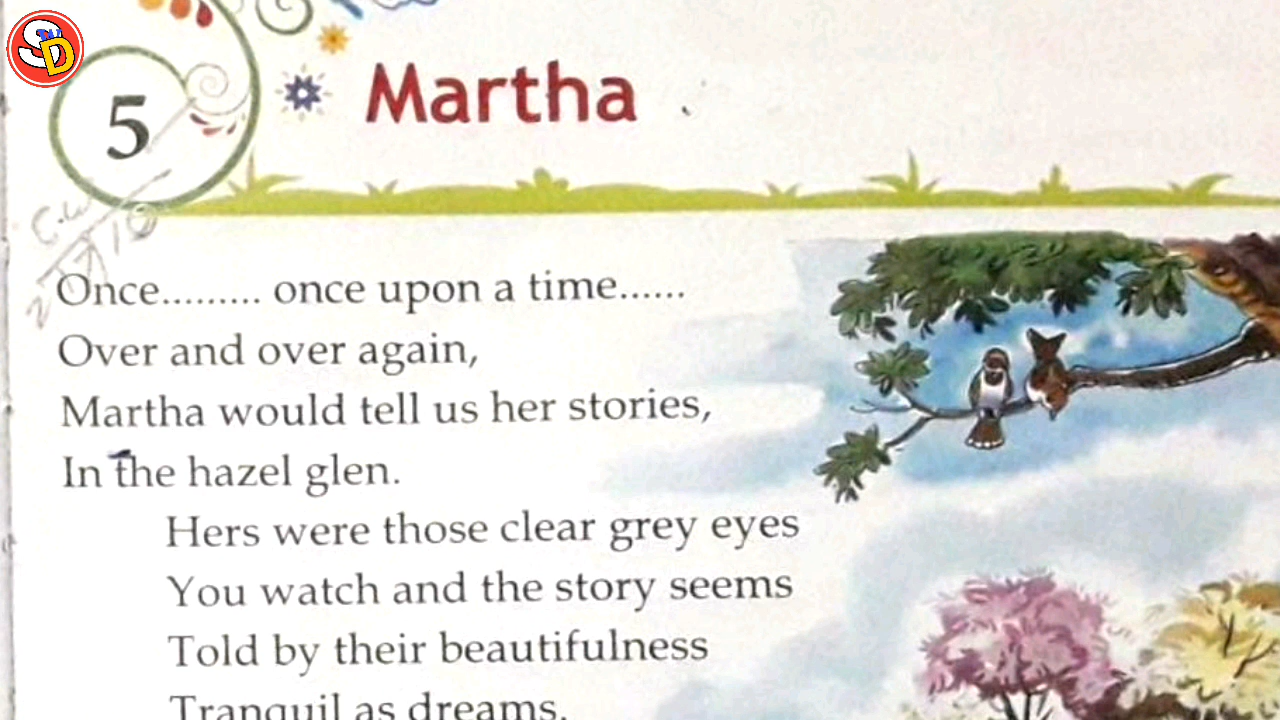 SD
5
Martha
C.W
Once......... once upon a time......
Over and over again,
Martha would tell us her stories,
In the hazel glen.
Hers were those clear grey eyes
You watch and the story seems
Told by their beautifulness
Tranquil as dreams.